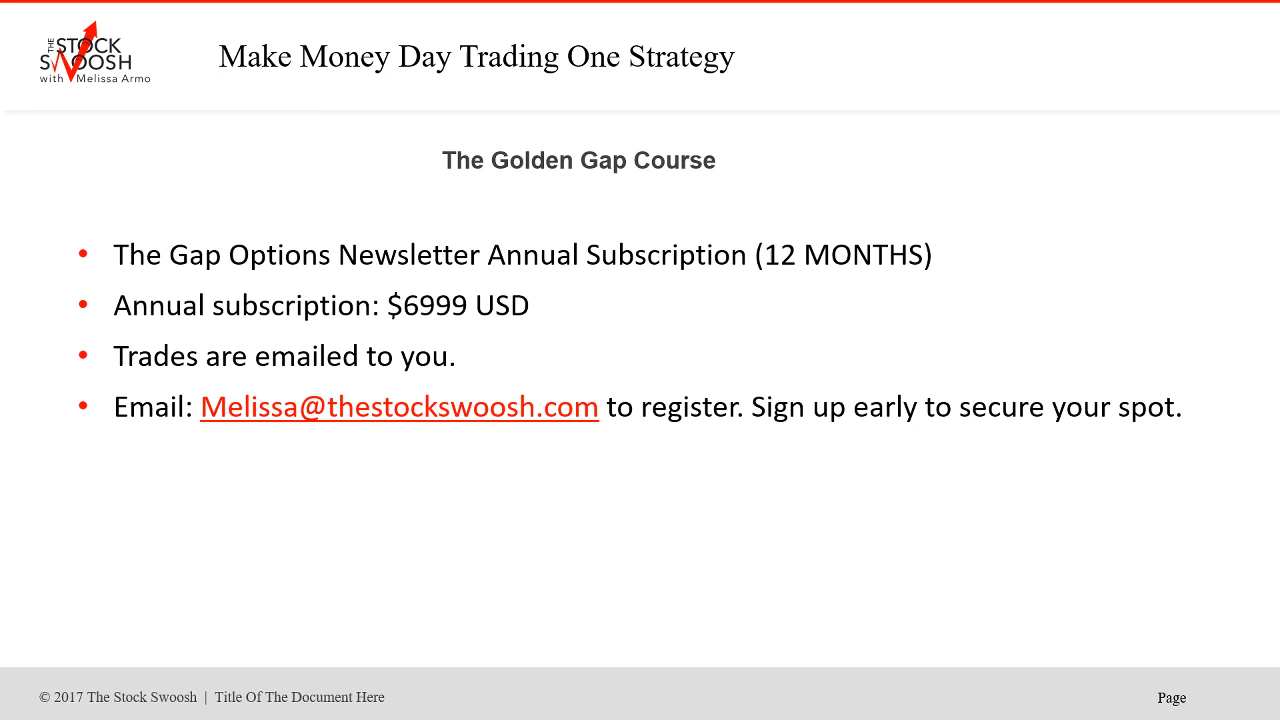 THE STOCK
SWOOSH
with Melissa Armo
Make Money Day Trading One Strategy
The Golden Gap Course
• The Gap Options Newsletter Annual Subscription (12 MONTHS)
• Annual subscription: $6999 USD
• Trades are emailed to you.
• Email: Melissa@thestockswoosh.com to register. Sign up early to secure your spot.
© 2017 The Stock Swoosh | Title Of The Document Here
Page